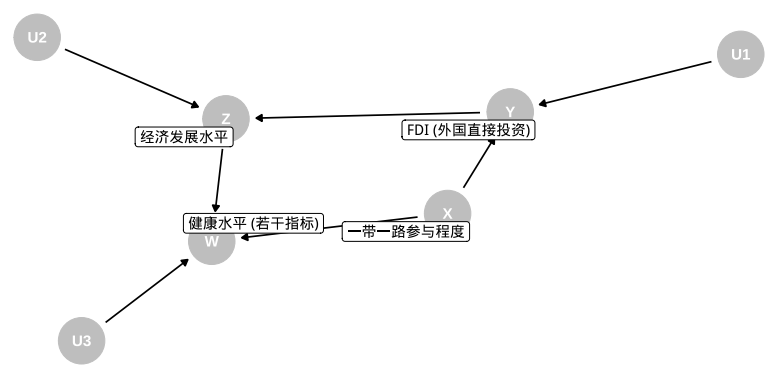 U2
U1
Z
经济发展水平
Y
FDI (外国直接投资)
健康水平 (若干指标)
W
X
一带一路参与程度
U3